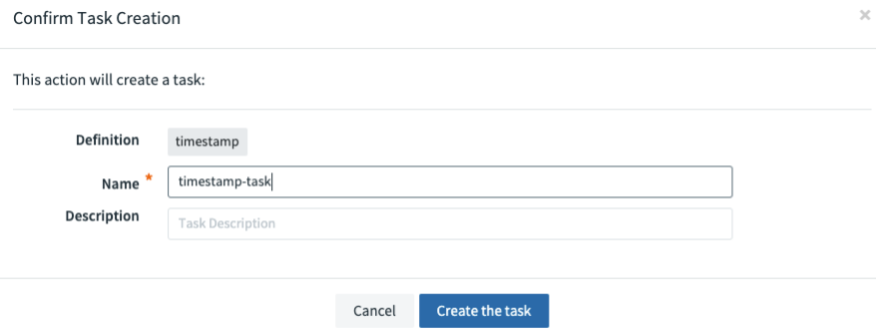 Confirm Task Creation ×
This action will create a task:
Definition timestamp
Name * timestamp-task
Description Task Description
Cancel Create the task